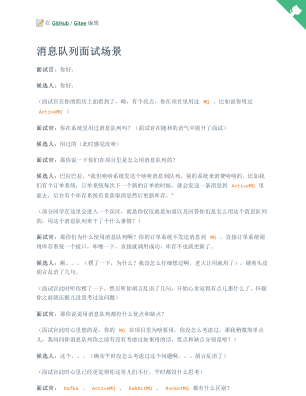 在 GitHub / Gitee 编辑
消息队列面试场景
面试官：你好。
候选人：你好。
（面试官在你的简历上面看到了，呦，有个亮点，你在项目里用过 MQ ，比如说你用过
ActiveMQ ）
面试官：你在系统里用过消息队列吗？（面试官在随和的语气中展开了面试）
候选人：用过的（此时感觉没啥）
面试官：那你说一下你们在项目里是怎么用消息队列的？
候选人：巴拉巴拉，“我们啥啥系统发送个啥啥消息到队列，别的系统来消费啥啥的。比如我
们有个订单系统，订单系统每次下一个新的订单的时候，就会发送一条消息到 ActiveMQ 里
面去，后台有个库存系统负责获取消息然后更新库存。”
（部分同学在这里会进入一个误区，就是你仅仅就是知道以及回答你们是怎么用这个消息队列
的，用这个消息队列来干了个什么事情？）
面试官：那你们为什么使用消息队列啊？你的订单系统不发送消息到 MQ ，直接订单系统调
用库存系统一个接口，咔嚓一下，直接就调用成功，库存不也就更新了。
候选人：额。。。（楞了一下，为什么？我没怎么仔细想过啊，老大让用就用了），硬着头皮
胡言乱语了几句。
（面试官此时听你楞了一下，然后听你胡言乱语了几句，开始心里觉得有点儿那什么了，怀疑
你之前就压根儿没思考过这问题）
面试官：那你说说用消息队列都有什么优点和缺点？
（面试官此时心里想的是，你的 MQ 在项目里为啥要用，你没怎么考虑过，那我稍微简单点
儿，我问问你消息队列你之前有没有考虑过如果用的话，优点和缺点分别是啥？）
候选人：这个。。。（确实平时没怎么考虑过这个问题啊。。。胡言乱语了）
（面试官此时心里已经更觉得你这哥儿们不行，平时都没什么思考）
面试官： Kafka 、 ActiveMQ 、 RabbitMQ 、 RocketMQ 都有什么区别？